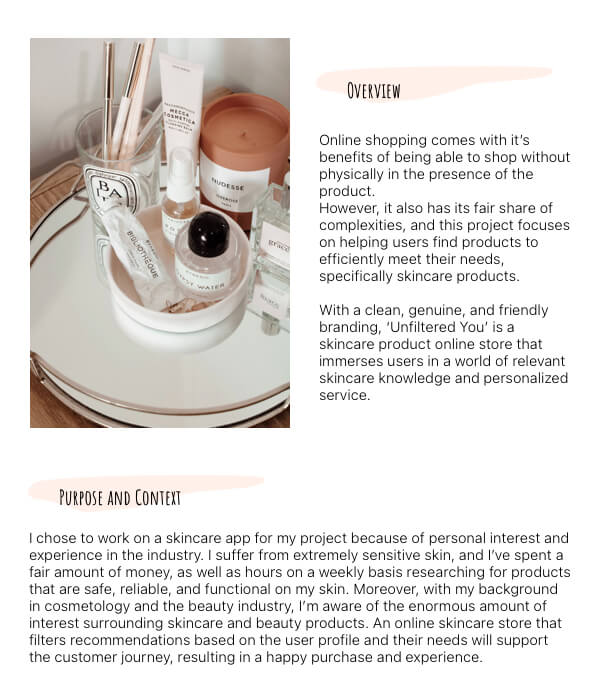 MECCA
COSMETICA
NUDESSE
BA
BIBLIOTHÈQUE
GYPSY WATER
grace
Overview
Online shopping comes with it's
benefits of being able to shop without
physically in the presence of the
product.
However, it also has its fair share of
complexities, and this project focuses
on helping users find products to
efficiently meet their needs,
specifically skincare products.
With a clean, genuine, and friendly
branding, ‘Unfiltered You’ is a
skincare product online store that
immerses users in a world of relevant
skincare knowledge and personalized
service.
Purpose and Context
I chose to work on a skincare app for my project because of personal interest and
experience in the industry. I suffer from extremely sensitive skin, and I’ve spent a
fair amount of money, as well as hours on a weekly basis researching for products
that are safe, reliable, and functional on my skin. Moreover, with my background
in cosmetology and the beauty industry, I’m aware of the enormous amount of
interest surrounding skincare and beauty products. An online skincare store that
filters recommendations based on the user profile and their needs will support
the customer journey, resulting in a happy purchase and experience.